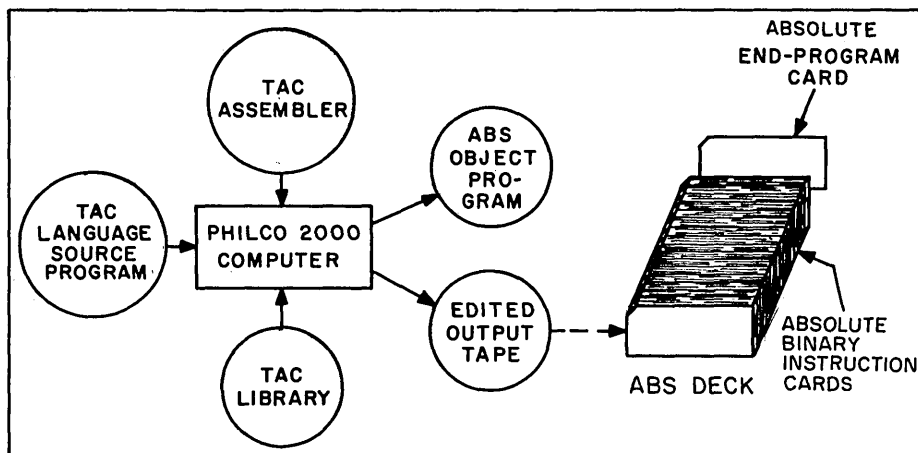 TAC
ASSEMBLER
TAC
LANGUAGE
SOURCE
PROGRAM
PHILCO 2000
COMPUTER
TAC
LIBRARY
ABS
OBJECT
PRO-
GRAM
EDITED
OUTPUT
TAPE
ABSOLUTE
END-PROGRAM
CARD
ABSOLUTE
BINARY
INSTRUCTION
CARDS
ABS DECK